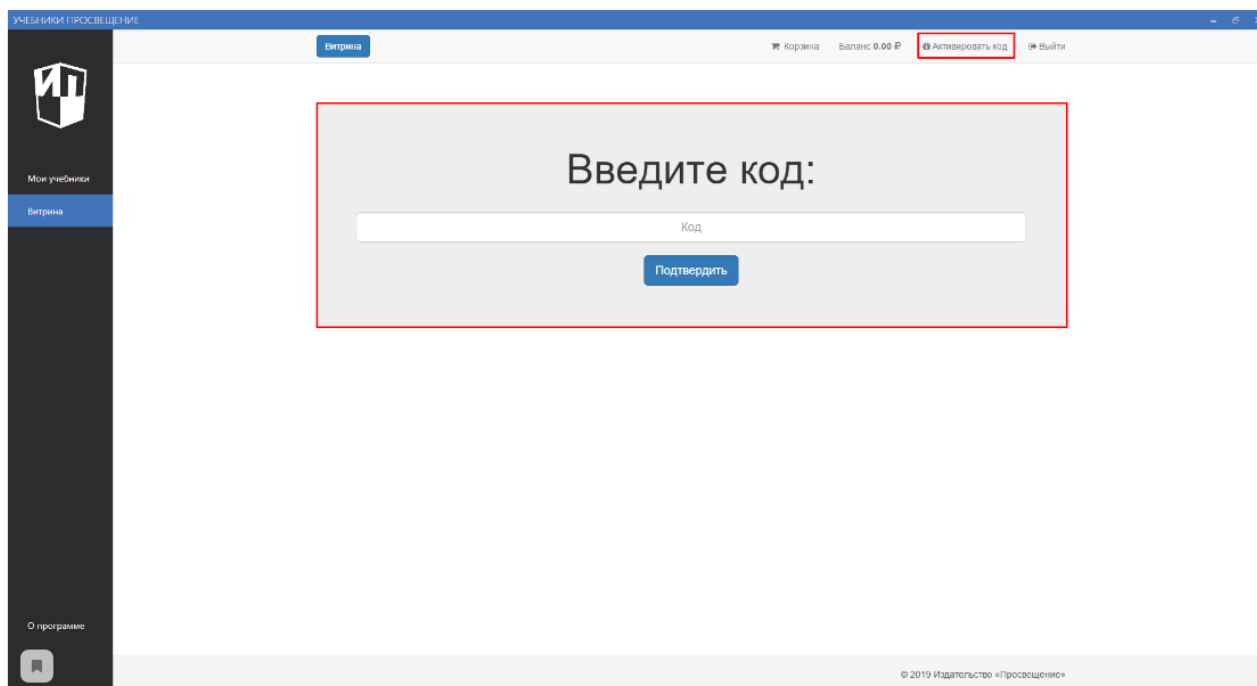 УЧЕБНИКИ ПРОСВЕЩЕНИЕ
Витрина
Корзина
Баланс 0.00 ₽
Активировать код
Выйти
ИП
Мои учебники
Витрина
Введите код:
Код
Подтвердить
О программе
© 2019 Издательство «Просвещение»